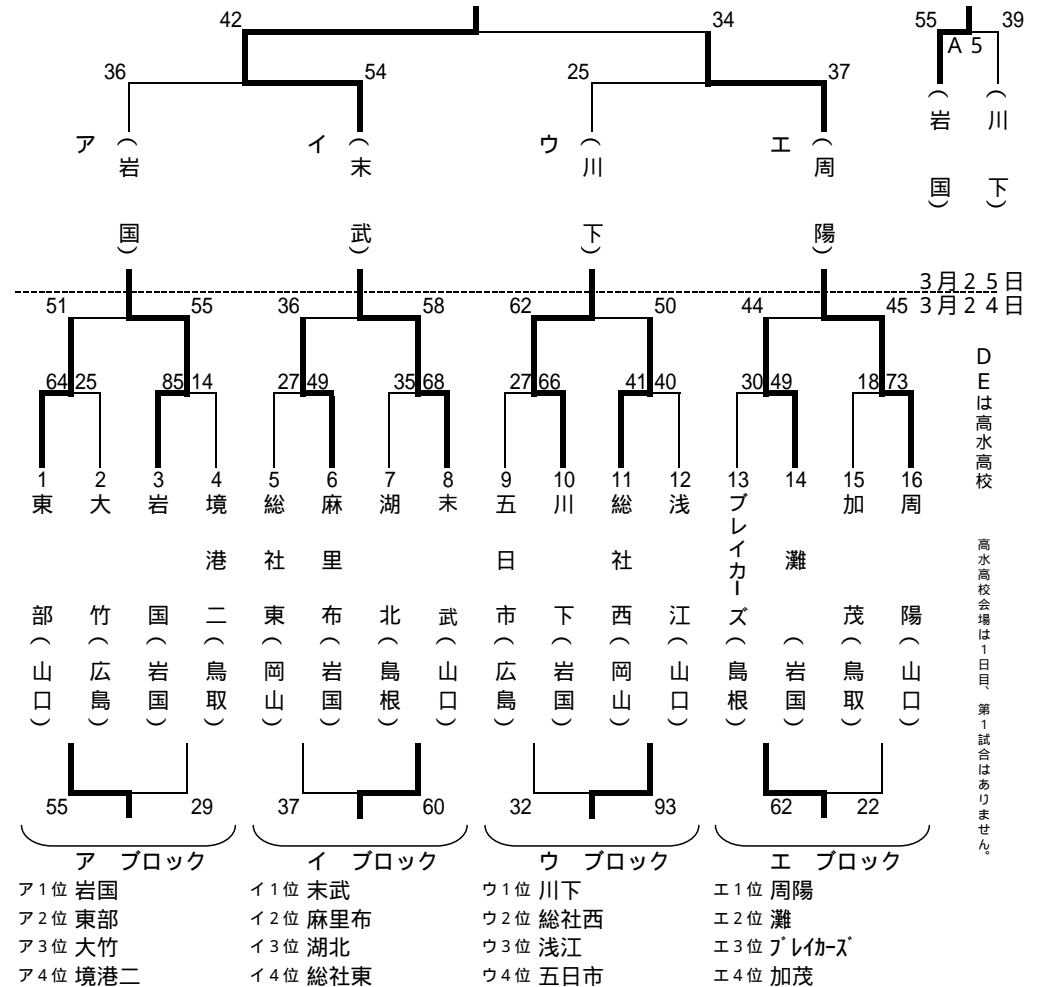 42 34 55 39
A5
36 54 25 37
ア (岩国) イ (末武) ウ (川下) エ (周陽) (岩国) (川下)
3月25日
51 55 36 58 62 50 44 45 3月24日
64 25 85 14 27 49 35 68 27 66 41 40 30 49 18 73
1 2 3 4 5 6 7 8 9 10 11 12 13 14 15 16
東部(山口)
大竹(広島)
岩国(岩国)
境港二(鳥取)
総社東(岡山)
麻里布(岩国)
湖北(島根)
末武(山口)
五日市(広島)
川下(岩国)
総社西(岡山)
浅江(山口)
ブレイカーズ(島根)
灘(岩国)
加茂(鳥取)
周陽(山口)
DEは高水高校
高水高校会場は1日目、第1試合はありません。
55 29 37 60 32 93 62 22
ア ブロック イ ブロック ウ ブロック エ ブロック
ア1位 岩国 イ1位 末武 ウ1位 川下 エ1位 周陽
ア2位 東部 イ2位 麻里布 ウ2位 総社西 エ2位 灘
ア3位 大竹 イ3位 湖北 ウ3位 浅江 エ3位 ブレイカーズ
ア4位 境港二 イ4位 総社東 ウ4位 五日市 エ4位 加茂